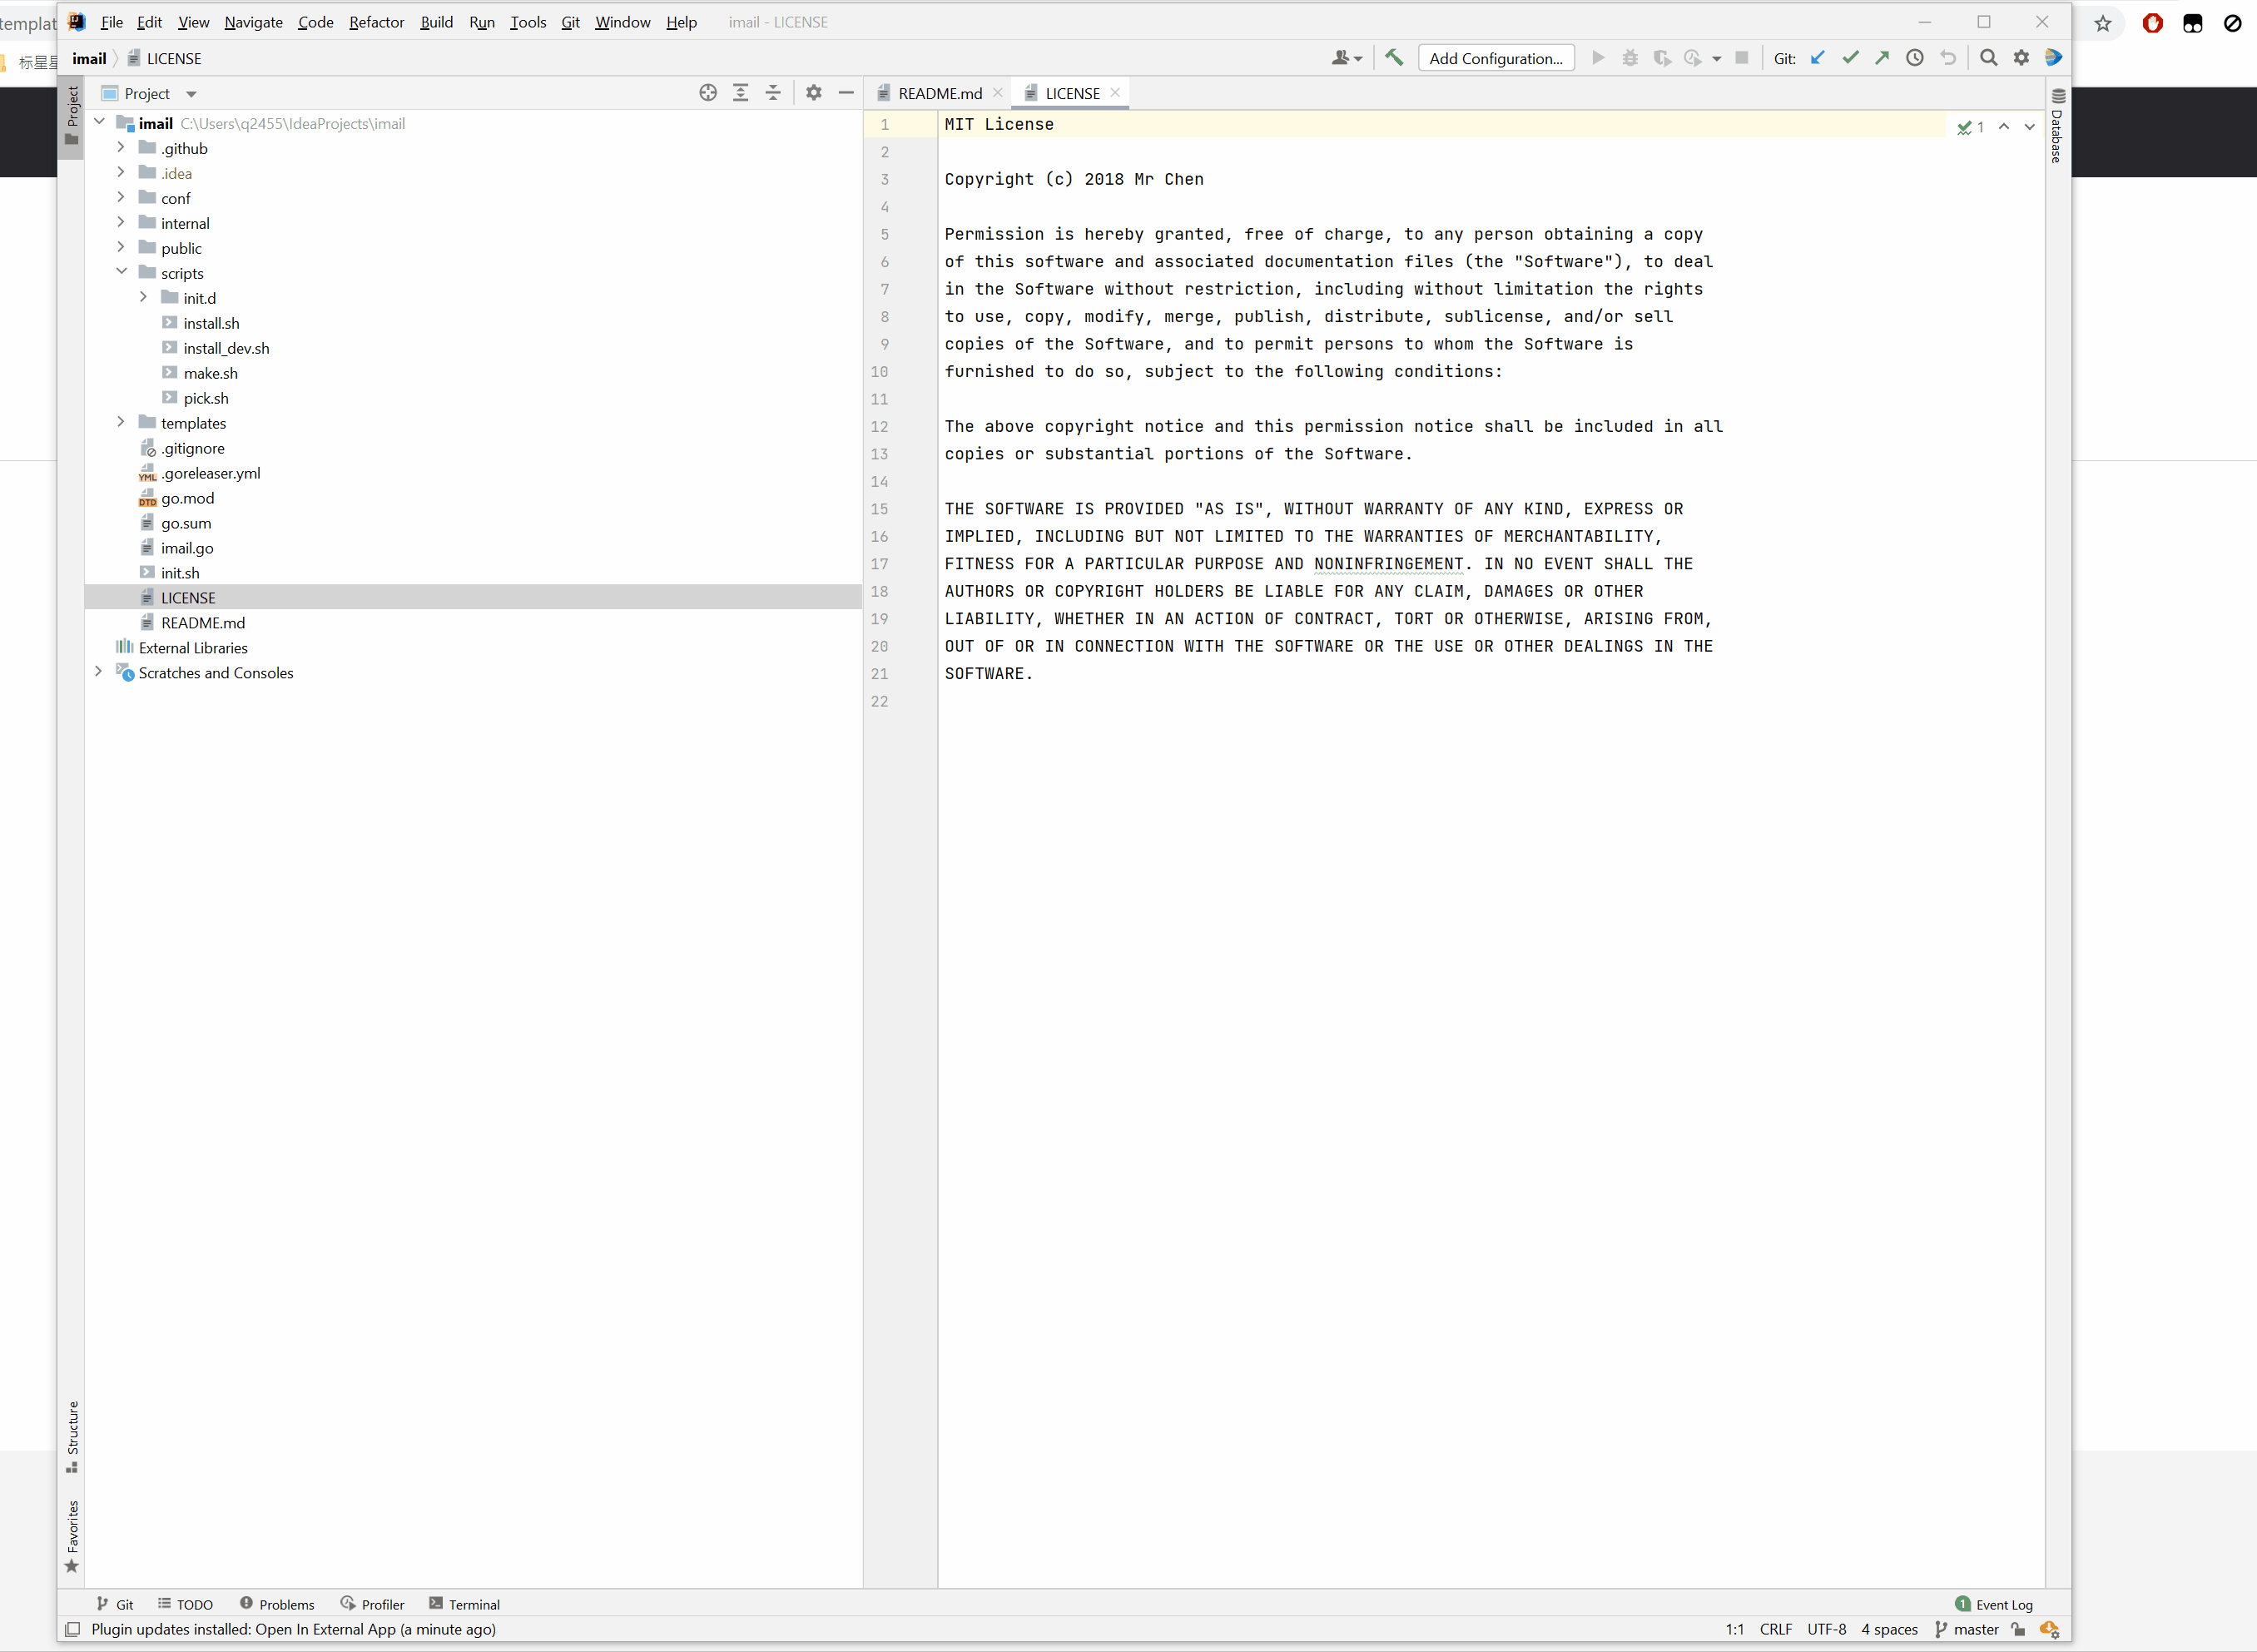 templat
File Edit View Navigate Code Refactor Build Run Tools Git Window Help imail - LICENSE
标星星
imail LICENSE
Add Configuration...
Git:
Project
Project
README.md
LICENSE
Database
imail C:\Users\q2455\IdeaProjects\imail
.github
.idea
conf
internal
public
scripts
init.d
install.sh
install_dev.sh
make.sh
pick.sh
templates
.gitignore
YML .goreleaser.yml
DTD go.mod
go.sum
imail.go
init.sh
LICENSE
README.md
External Libraries
Scratches and Consoles
1 MIT License
1
2
3 Copyright (c) 2018 Mr Chen
4
5 Permission is hereby granted, free of charge, to any person obtaining a copy
6 of this software and associated documentation files (the "Software"), to deal
7 in the Software without restriction, including without limitation the rights
8 to use, copy, modify, merge, publish, distribute, sublicense, and/or sell
9 copies of the Software, and to permit persons to whom the Software is
10 furnished to do so, subject to the following conditions:
11
12 The above copyright notice and this permission notice shall be included in all
13 copies or substantial portions of the Software.
14
15 THE SOFTWARE IS PROVIDED "AS IS", WITHOUT WARRANTY OF ANY KIND, EXPRESS OR
16 IMPLIED, INCLUDING BUT NOT LIMITED TO THE WARRANTIES OF MERCHANTABILITY,
17 FITNESS FOR A PARTICULAR PURPOSE AND NONINFRINGEMENT. IN NO EVENT SHALL THE
18 AUTHORS OR COPYRIGHT HOLDERS BE LIABLE FOR ANY CLAIM, DAMAGES OR OTHER
19 LIABILITY, WHETHER IN AN ACTION OF CONTRACT, TORT OR OTHERWISE, ARISING FROM,
20 OUT OF OR IN CONNECTION WITH THE SOFTWARE OR THE USE OR OTHER DEALINGS IN THE
21 SOFTWARE.
22
Structure
Favorites
Git TODO Problems Profiler Terminal
1 Event Log
Plugin updates installed: Open In External App (a minute ago)
1:1 CRLF UTF-8 4 spaces master